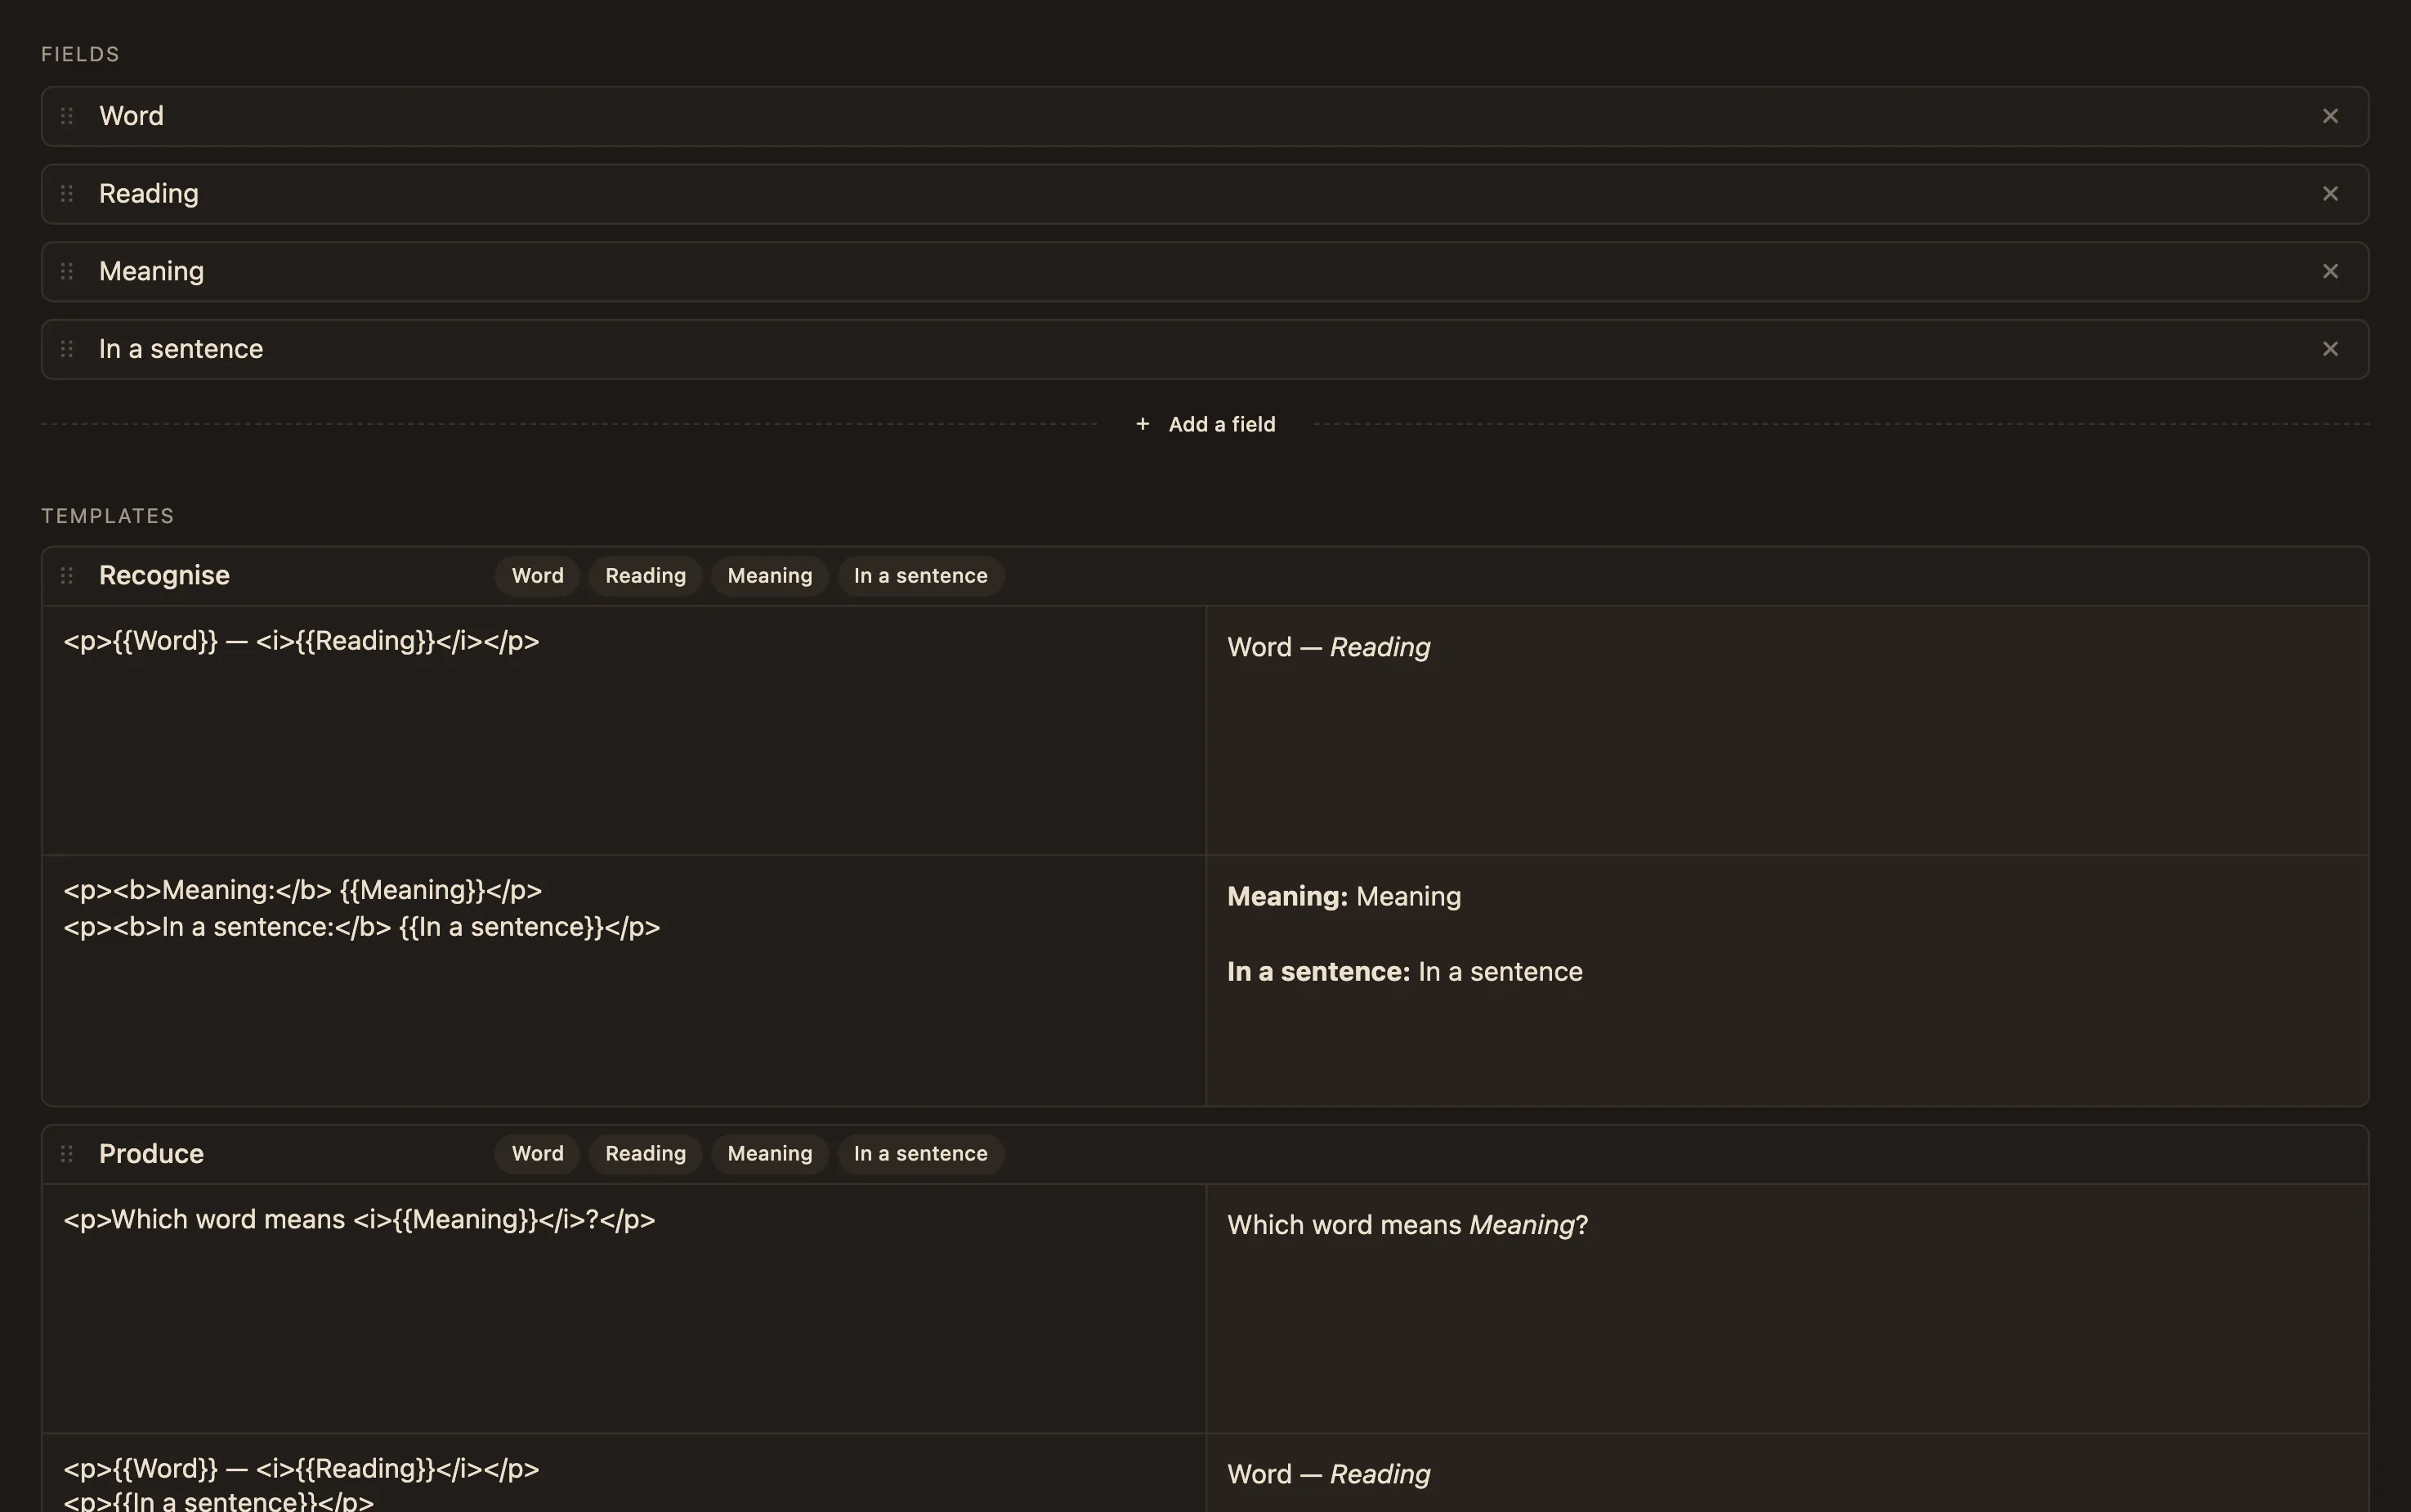 FIELDS
Word
Reading
Meaning
In a sentence
+ Add a field
TEMPLATES
Recognise Word Reading Meaning In a sentence
<p>{{Word}} — <i>{{Reading}}</i></p>
Word — Reading
<p><b>Meaning:</b> {{Meaning}}</p>
<p><b>In a sentence:</b> {{In a sentence}}</p>
Meaning: Meaning
In a sentence: In a sentence
Produce Word Reading Meaning In a sentence
<p>Which word means <i>{{Meaning}}</i>?</p>
Which word means Meaning?
<p>{{Word}} — <i>{{Reading}}</i></p>
<p>{{In a sentence}}</p>
Word — Reading